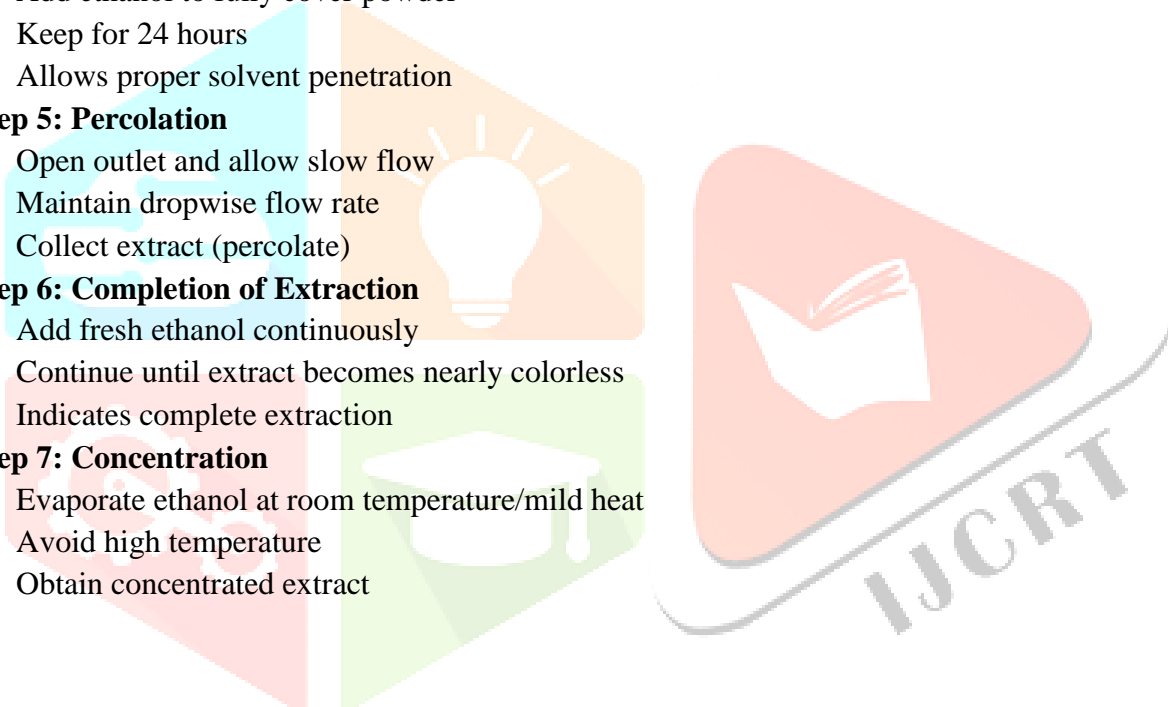 Add ethanol to fully cover powder
Keep for 24 hours
Allows proper solvent penetration
ep 5: Percolation
Open outlet and allow slow flow
Maintain dropwise flow rate
Collect extract (percolate)
ep 6: Completion of Extraction
Add fresh ethanol continuously
Continue until extract becomes nearly colorless
Indicates complete extraction
ep 7: Concentration
Evaporate ethanol at room temperature/mild heat
Avoid high temperature
Obtain concentrated extract
IJCRT